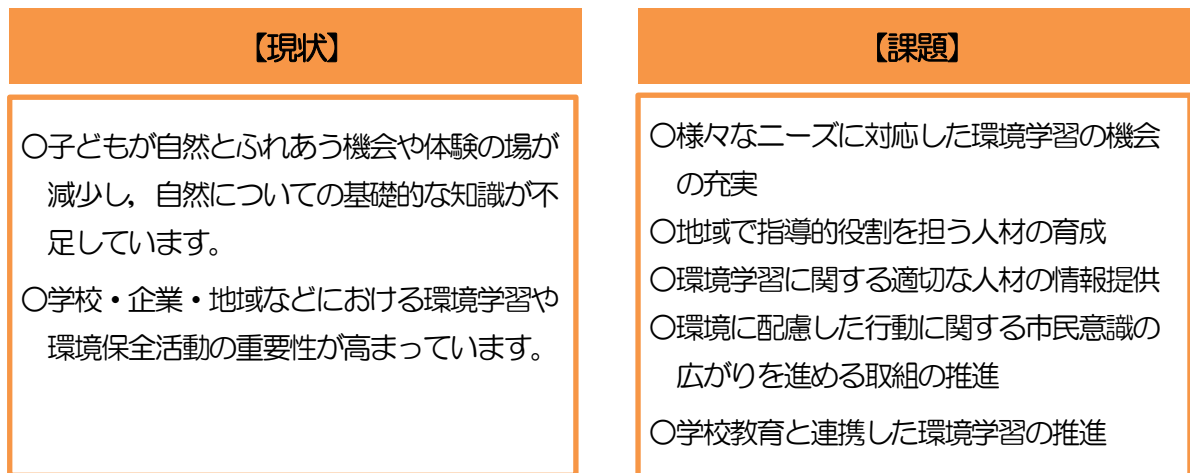 【現状】
○子どもが自然とふれあう機会や体験の場が
減少し，自然についての基礎的な知識が不
足しています。
○学校・企業・地域などにおける環境学習や
環境保全活動の重要性が高まっています。
【課題】
○様々なニーズに対応した環境学習の機会
の充実
○地域で指導的役割を担う人材の育成
○環境学習に関する適切な人材の情報提供
○環境に配慮した行動に関する市民意識の
広がりを進める取組の推進
○学校教育と連携した環境学習の推進